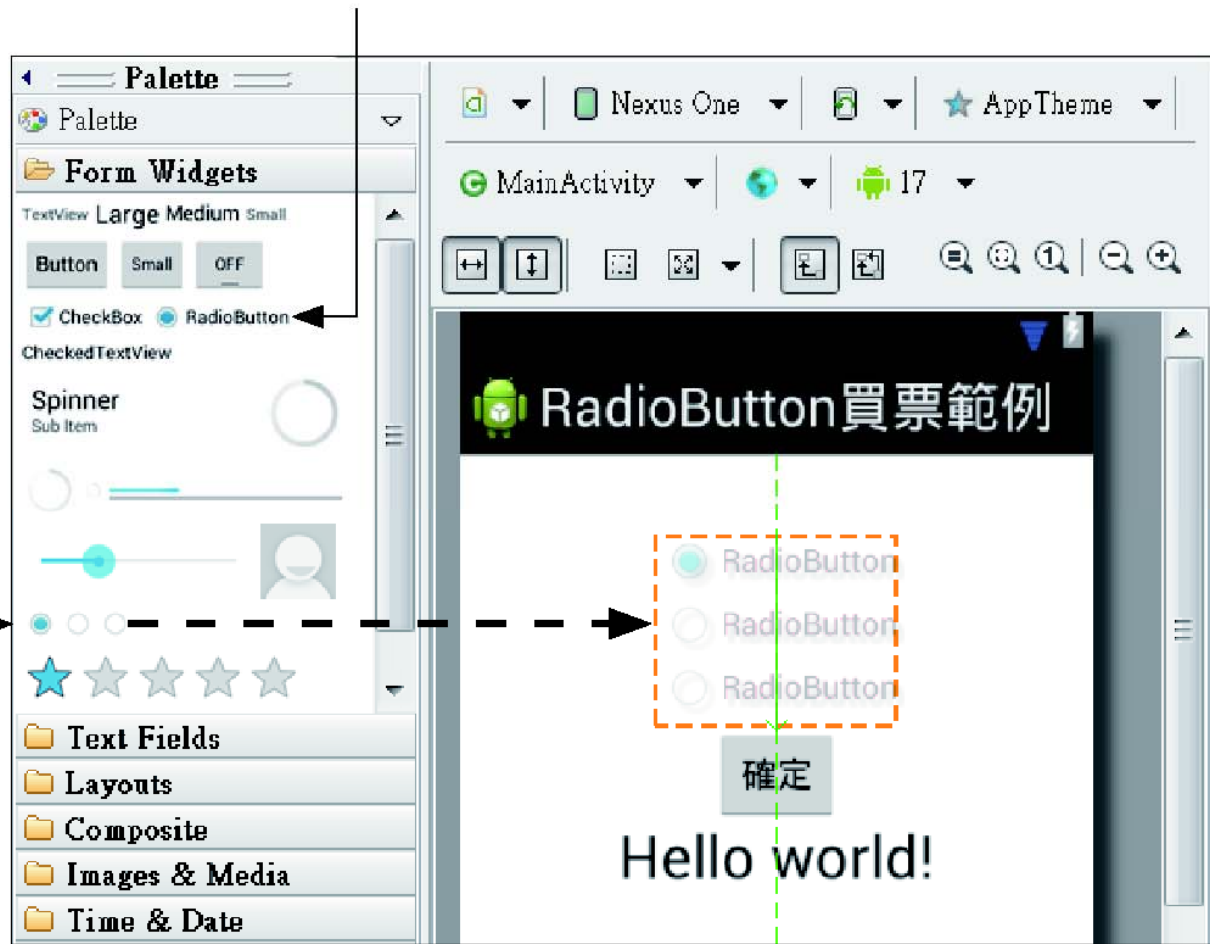 Palette
Palette
Form Widgets
TextView Large Medium Small
Button Small OFF
CheckBox RadioButton
CheckedTextView
Spinner
Sub Item
Text Fields
Layouts
Composite
Images & Media
Time & Date
Nexus One AppTheme
MainActivity 17
1
RadioButton買票範例
RadioButton
RadioButton
RadioButton
確定
Hello world!